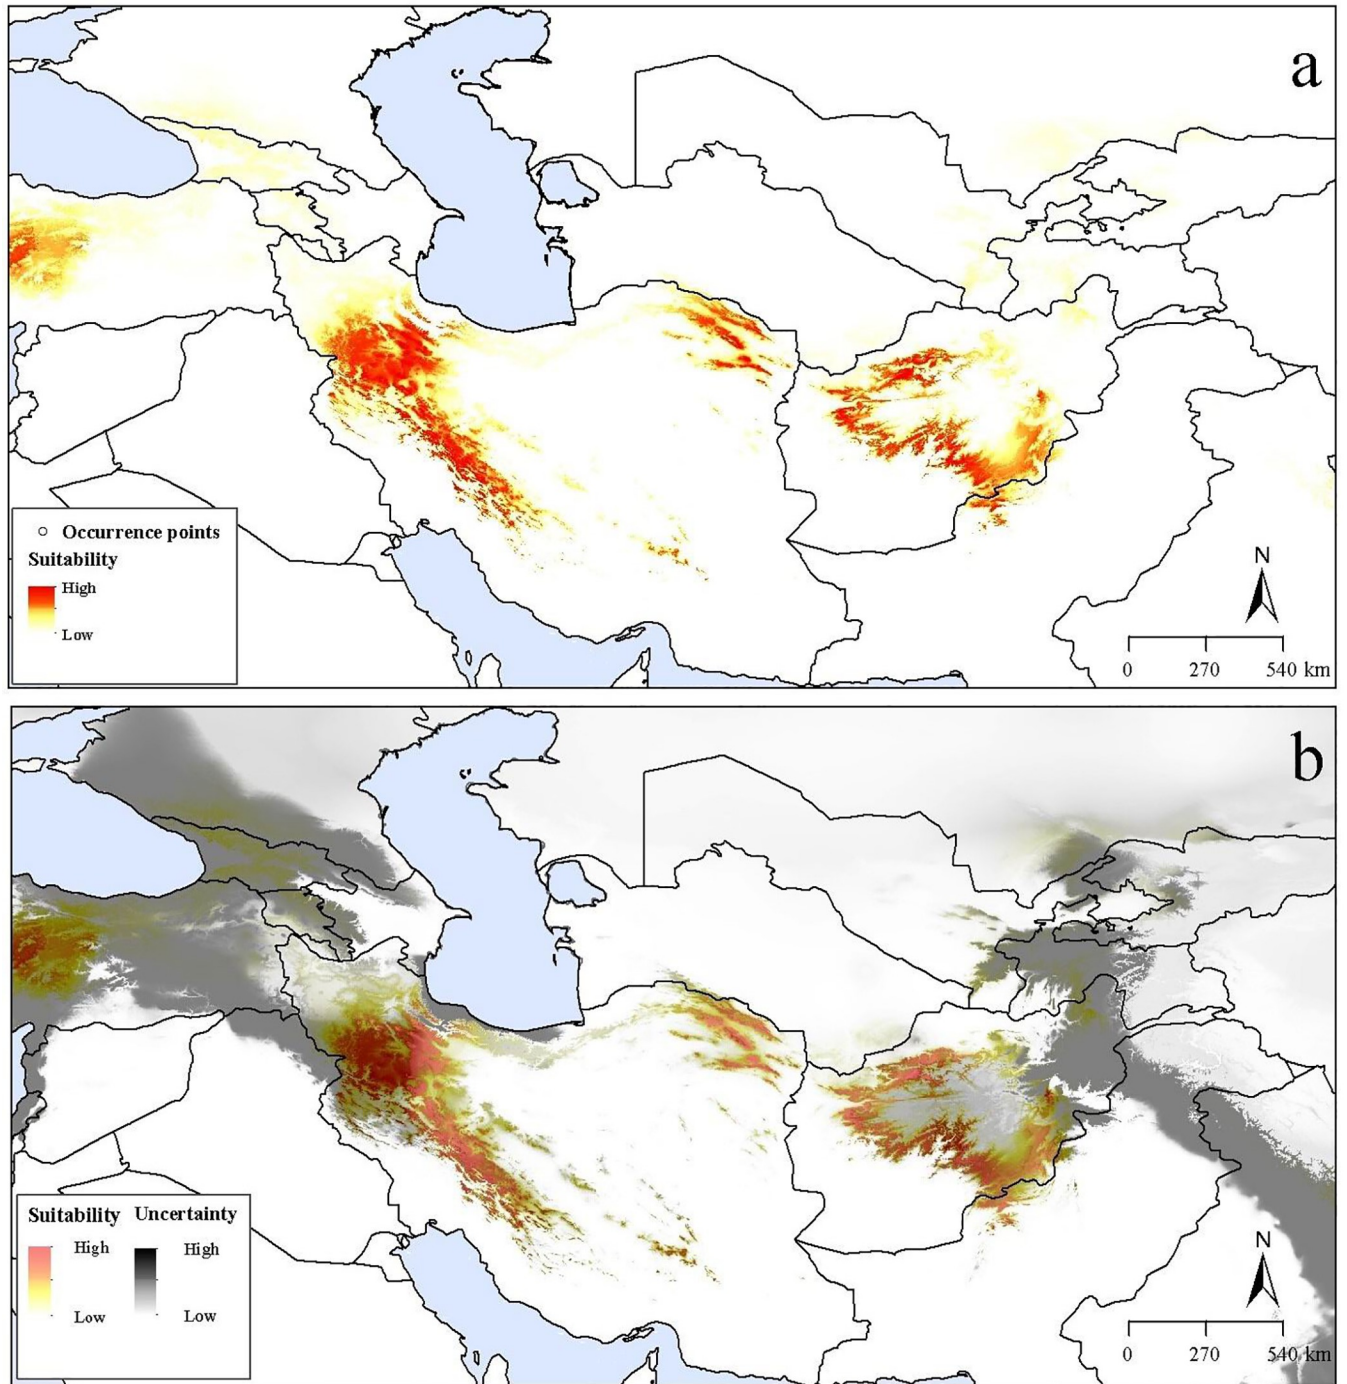 a
Occurrence points
Suitability
High
Low
N
0 270 540 km
b
Suitability Uncertainty
High High
Low Low
N
0 270 540 km